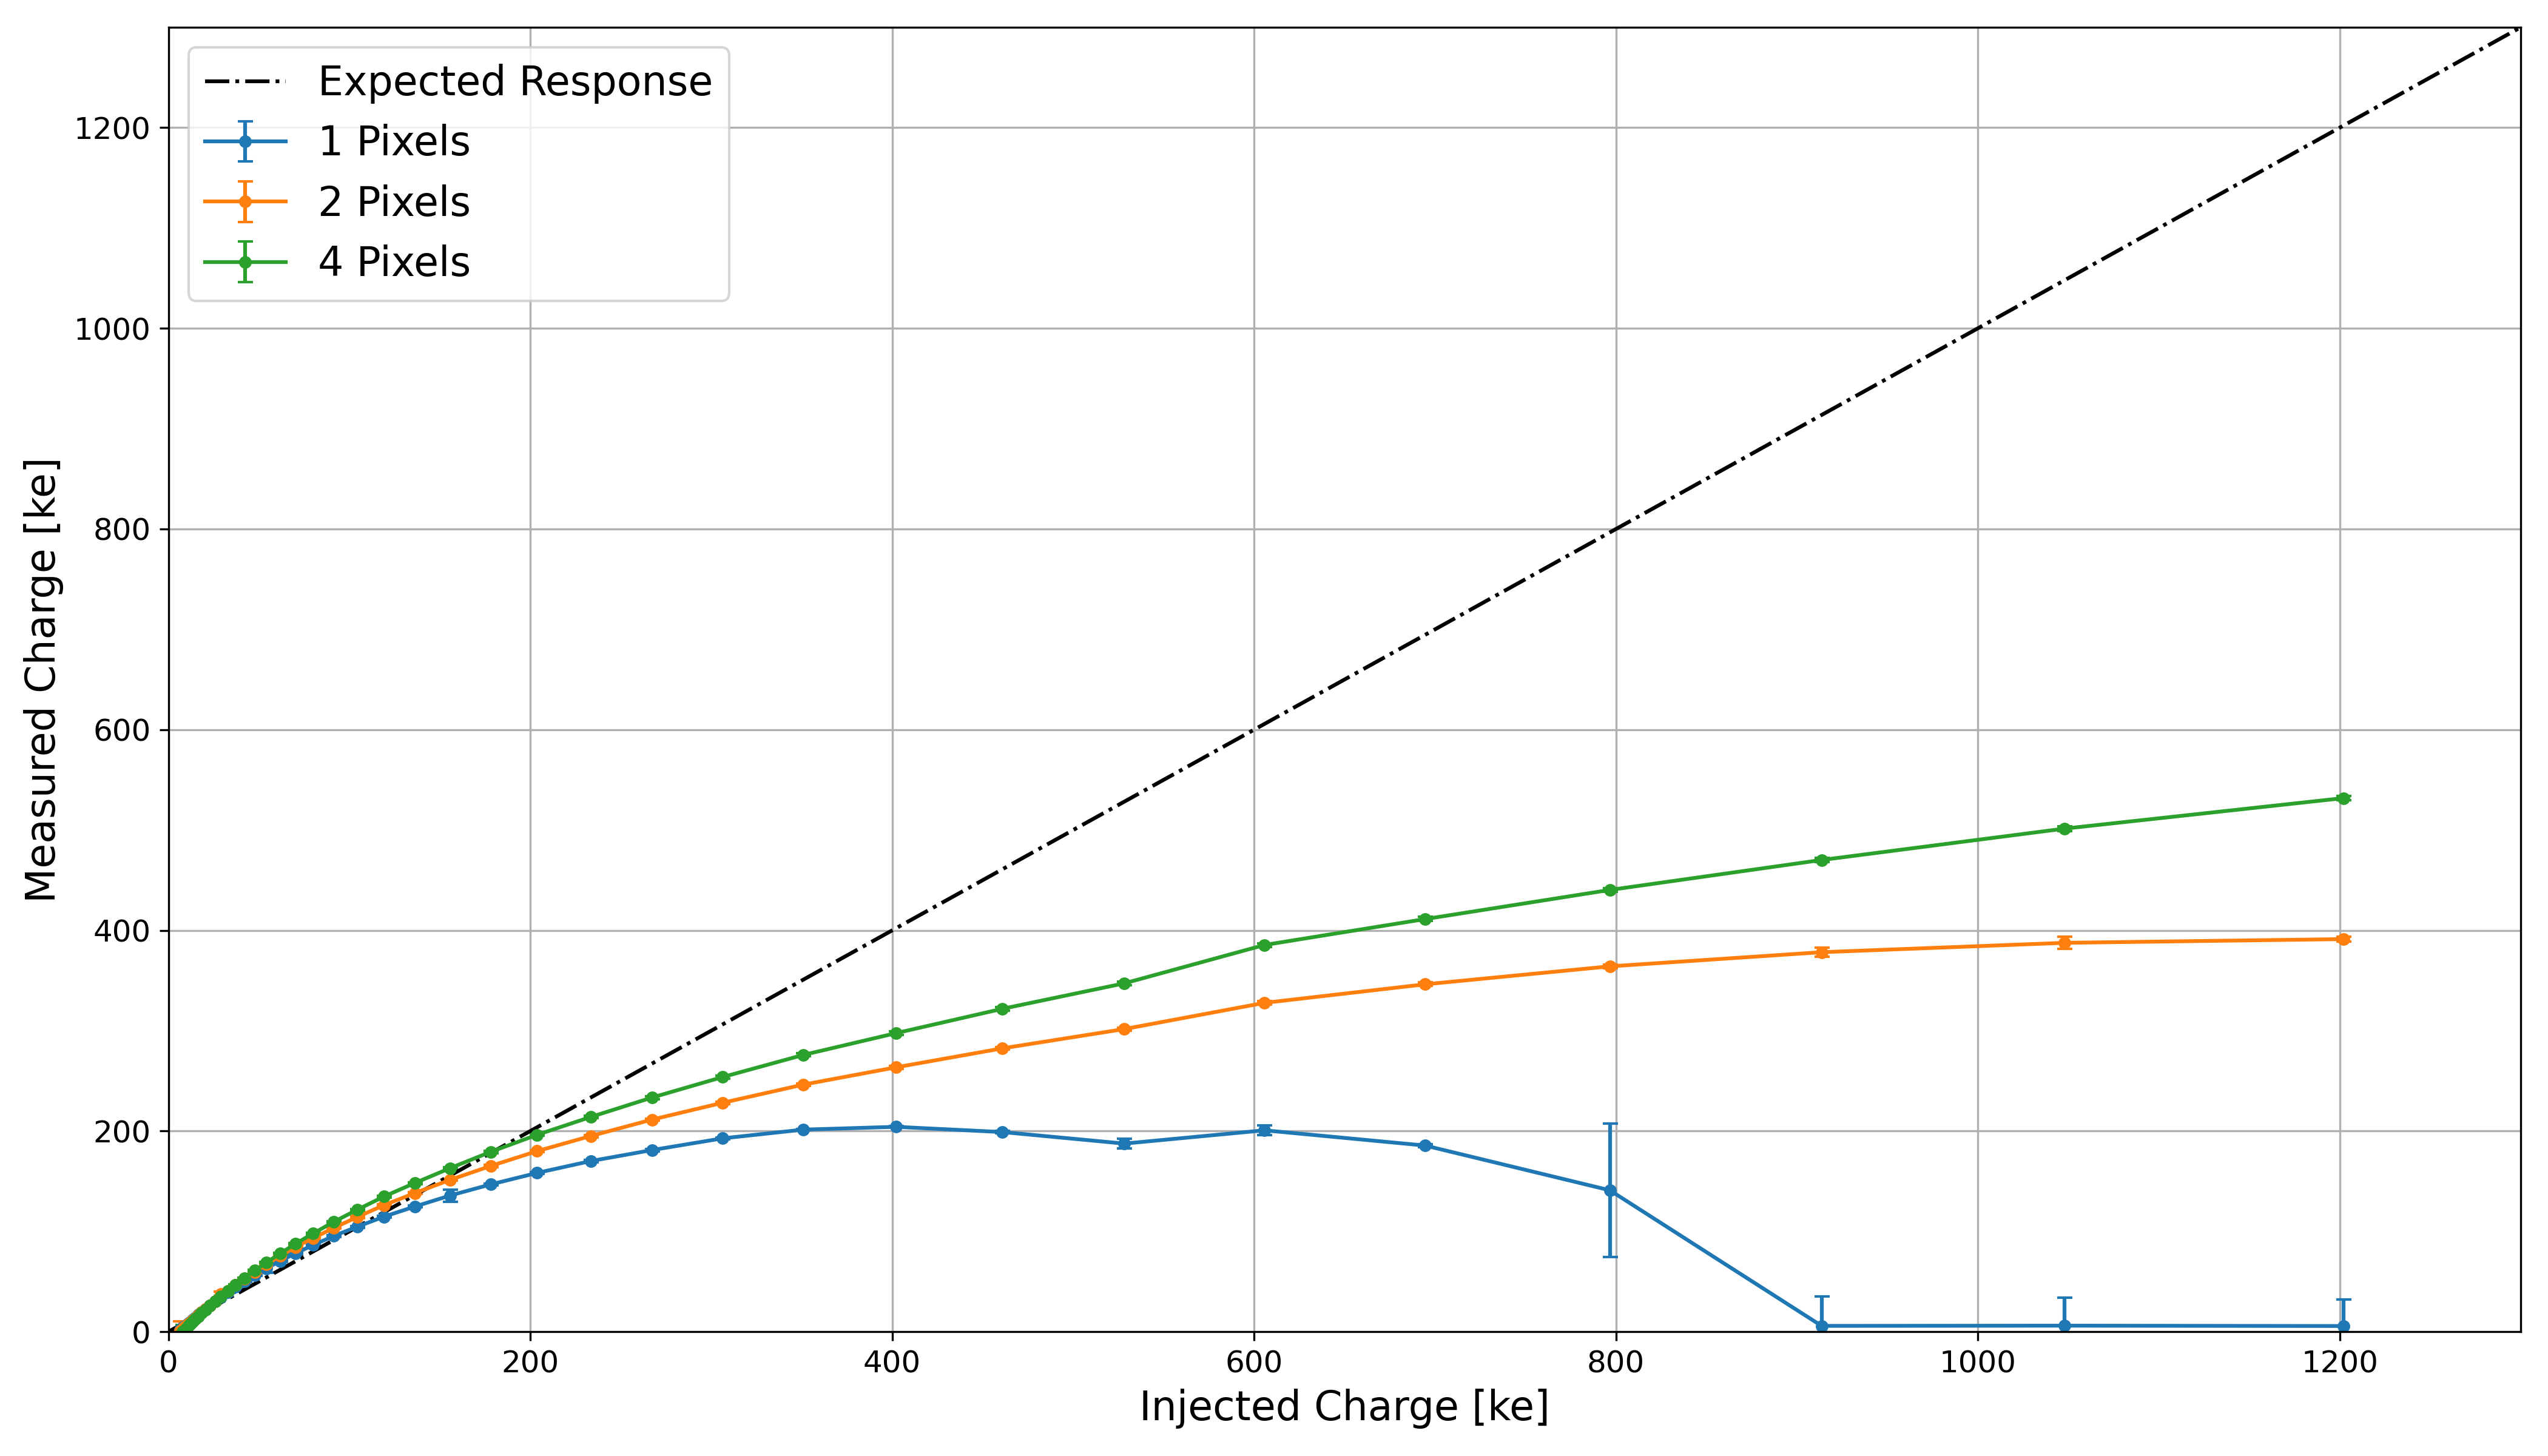 Expected Response
1 Pixels
2 Pixels
4 Pixels
1200
1000
800
600
400
200
0
Measured Charge [ke]
0 200 400 600 800 1000 1200
Injected Charge [ke]